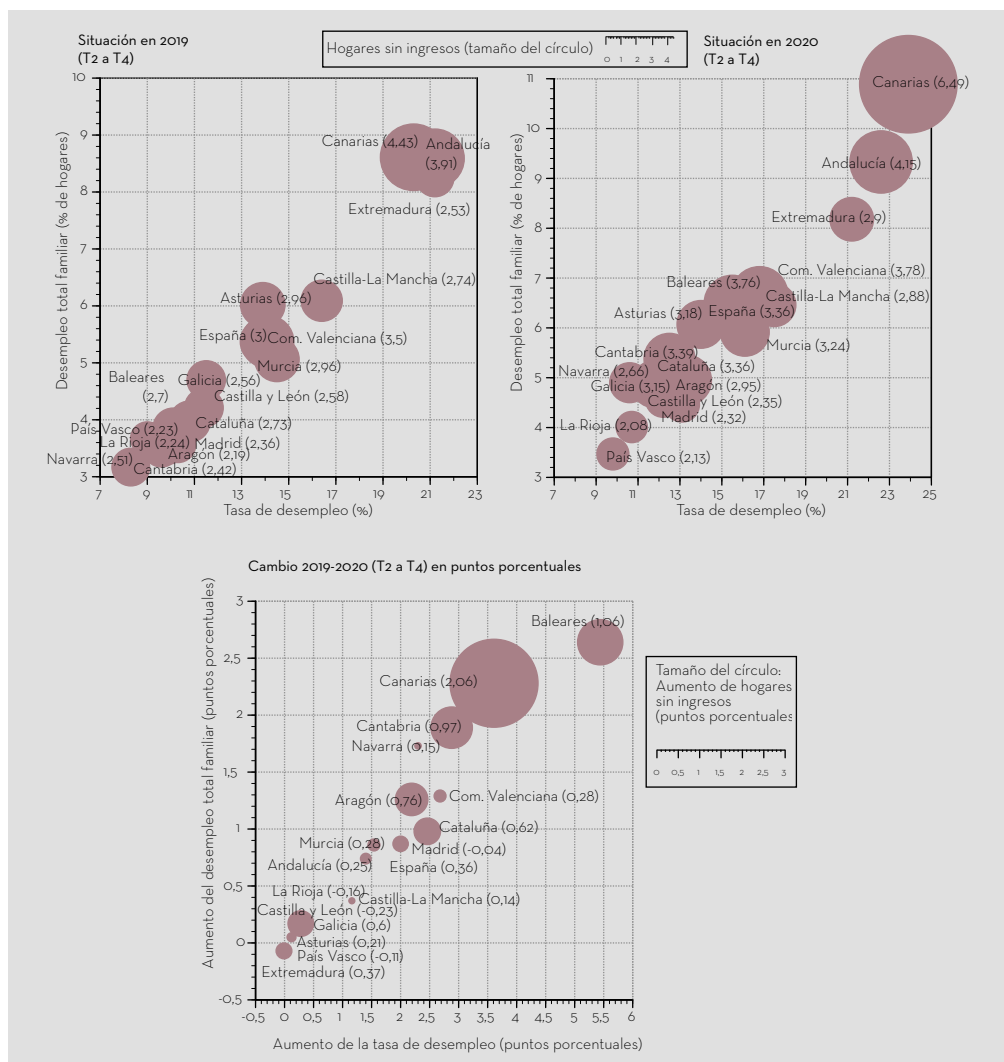 Situación en 2019
(T2 a T4)
Hogares sin ingresos (tamaño del círculo)
0 1 2 3 4
Situación en 2020
(T2 a T4)
Desempleo total familiar (% de hogares)
10
9
8
7
6
5
4
3
Canarias (4,43)
Andalucía
(3,91)
Extremadura (2,53)
Castilla-La Mancha (2,74)
Asturias (2,96)
España (3)
Com. Valenciana (3,5)
Murcia (2,96)
Baleares
(2,7)
Galicia (2,56)
Castilla y León (2,58)
País Vasco (2,23)
Cataluña (2,73)
La Rioja (2,24)
Madrid (2,36)
Aragón (2,19)
Navarra (2,51)
Cantabria (2,42)
7 9 11 13 15 17 19 21 23
Tasa de desempleo (%)
Desempleo total familiar (% de hogares)
11
10
9
8
7
6
5
4
3
Canarias (6,49)
Andalucía (4,15)
Extremadura (2,9)
Com. Valenciana (3,78)
Baleares (3,76)
Castilla-La Mancha (2,88)
Asturias (3,18)
España (3,36)
Murcia (3,24)
Cantabria (3,39)
Cataluña (3,36)
Navarra (2,66)
Galicia (3,15)
Aragón (2,95)
Castilla y León (2,35)
Madrid (2,32)
La Rioja (2,08)
País Vasco (2,13)
7 9 11 13 15 17 19 21 23 25
Tasa de desempleo (%)
Cambio 2019-2020 (T2 a T4) en puntos porcentuales
Aumento del desempleo total familiar (puntos porcentuales)
3
2,5
2
1,5
1
0,5
0
-0,5
Baleares (1,06)
Canarias (2,06)
Cantabria (0,97)
Navarra (0,15)
Aragón (0,76)
Com. Valenciana (0,28)
Cataluña (0,62)
Murcia (0,28)
Madrid (-0,04)
Andalucía (0,25)
España (0,36)
La Rioja (-0,16)
Castilla-La Mancha (0,14)
Castilla y León (-0,23)
Galicia (0,6)
Asturias (0,21)
País Vasco (-0,11)
Extremadura (0,37)
-0,5 0 0,5 1 1,5 2 2,5 3 3,5 4 4,5 5 5,5 6
Aumento de la tasa de desempleo (puntos porcentuales)
Tamaño del círculo:
Aumento de hogares
sin ingresos
(puntos porcentuales
0 0,5 1 1,5 2 2,5 3